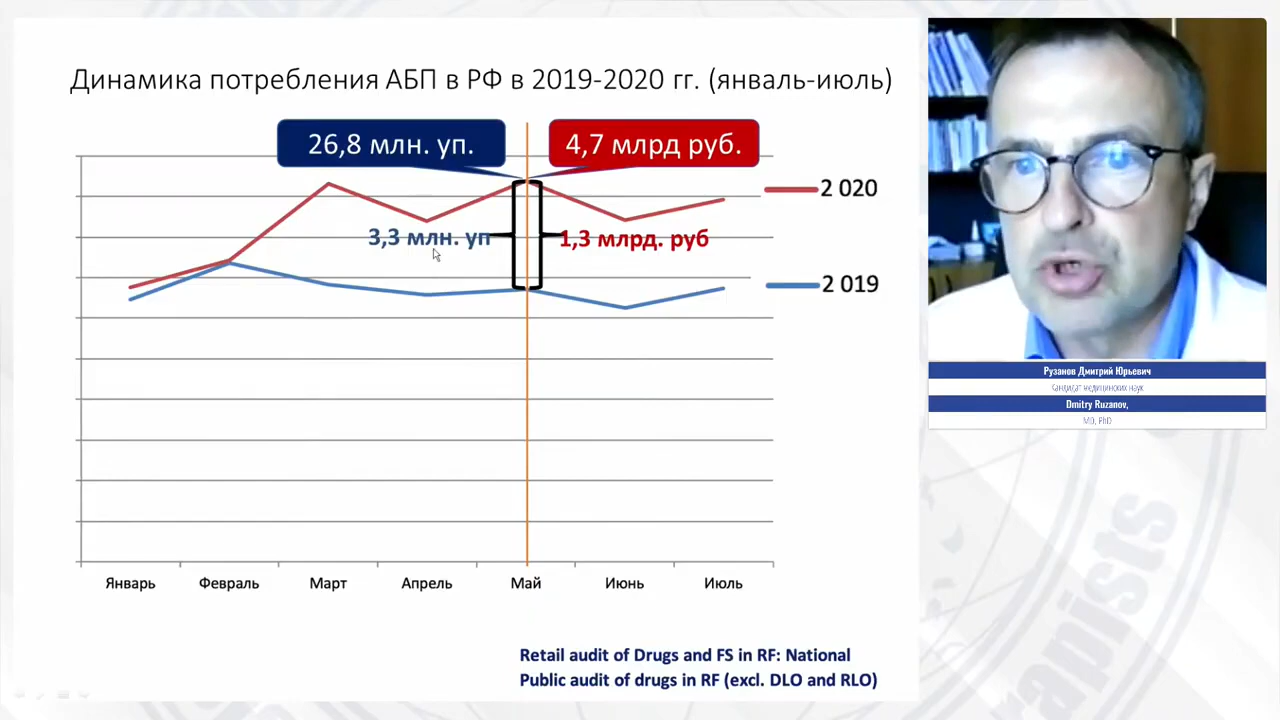 Динамика потребления АБП в РФ в 2019-2020 гг. (январь-июль)
26,8 млн. уп.
4,7 млрд руб.
2 020
3,3 млн. уп
1,3 млрд. руб
2 019
Январь
Февраль
Март
Апрель
Май
Июнь
Июль
Retail audit of Drugs and FS in RF: National
Public audit of drugs in RF (excl. DLO and RLO)
Рузанов Дмитрий Юрьевич
Кандидат медицинских наук
Dmitry Ruzanov,
MD, PhD
apists